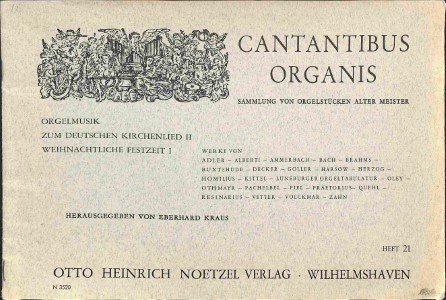 CANTANTIBUS
ORGANIS
SAMMLUNG VON ORGELSTÜCKEN ALTER MEISTER
ORGELMUSIK
ZUM DEUTSCHEN KIRCHENLIED II
WEIHNACHTLICHE FESTZEIT I
WERKE VON
ADLER – ALBERTI – AMMERBACH – BACH – BRAHMS –
BUXTEHUDE – DECKER – GOLLER – HARSOW – HERZOG –
HOMILIUS – KITTEL – LÜNEBURGER ORGELTABULATUR – OLEY –
OTHMAYR – PACHELBEL – PIEL – PRAETORIUS – QUEHL –
RESINARIUS – VETTER – VOLCKMAR – ZAHN
HERAUSGEGEBEN VON EBERHARD KRAUS
HEFT 21
OTTO HEINRICH NOETZEL VERLAG · WILHELMSHAVEN
N 3520